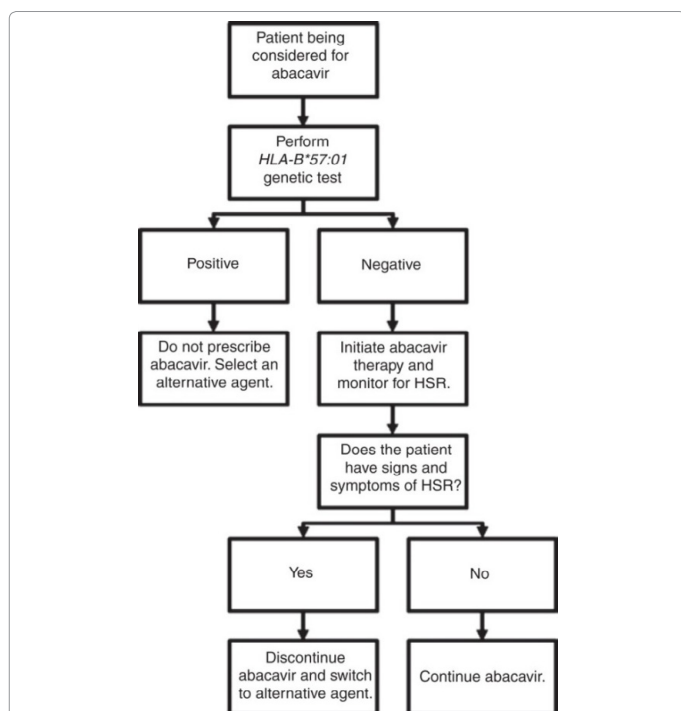 Patient being
considered for
abacavir
Perform
HLA-B*57:01
genetic test
Positive
Negative
Do not prescribe
abacavir. Select an
alternative agent.
Initiate abacavir
therapy and
monitor for HSR.
Does the patient
have signs and
symptoms of HSR?
Yes
No
Discontinue
abacavir and switch
to alternative agent.
Continue abacavir.